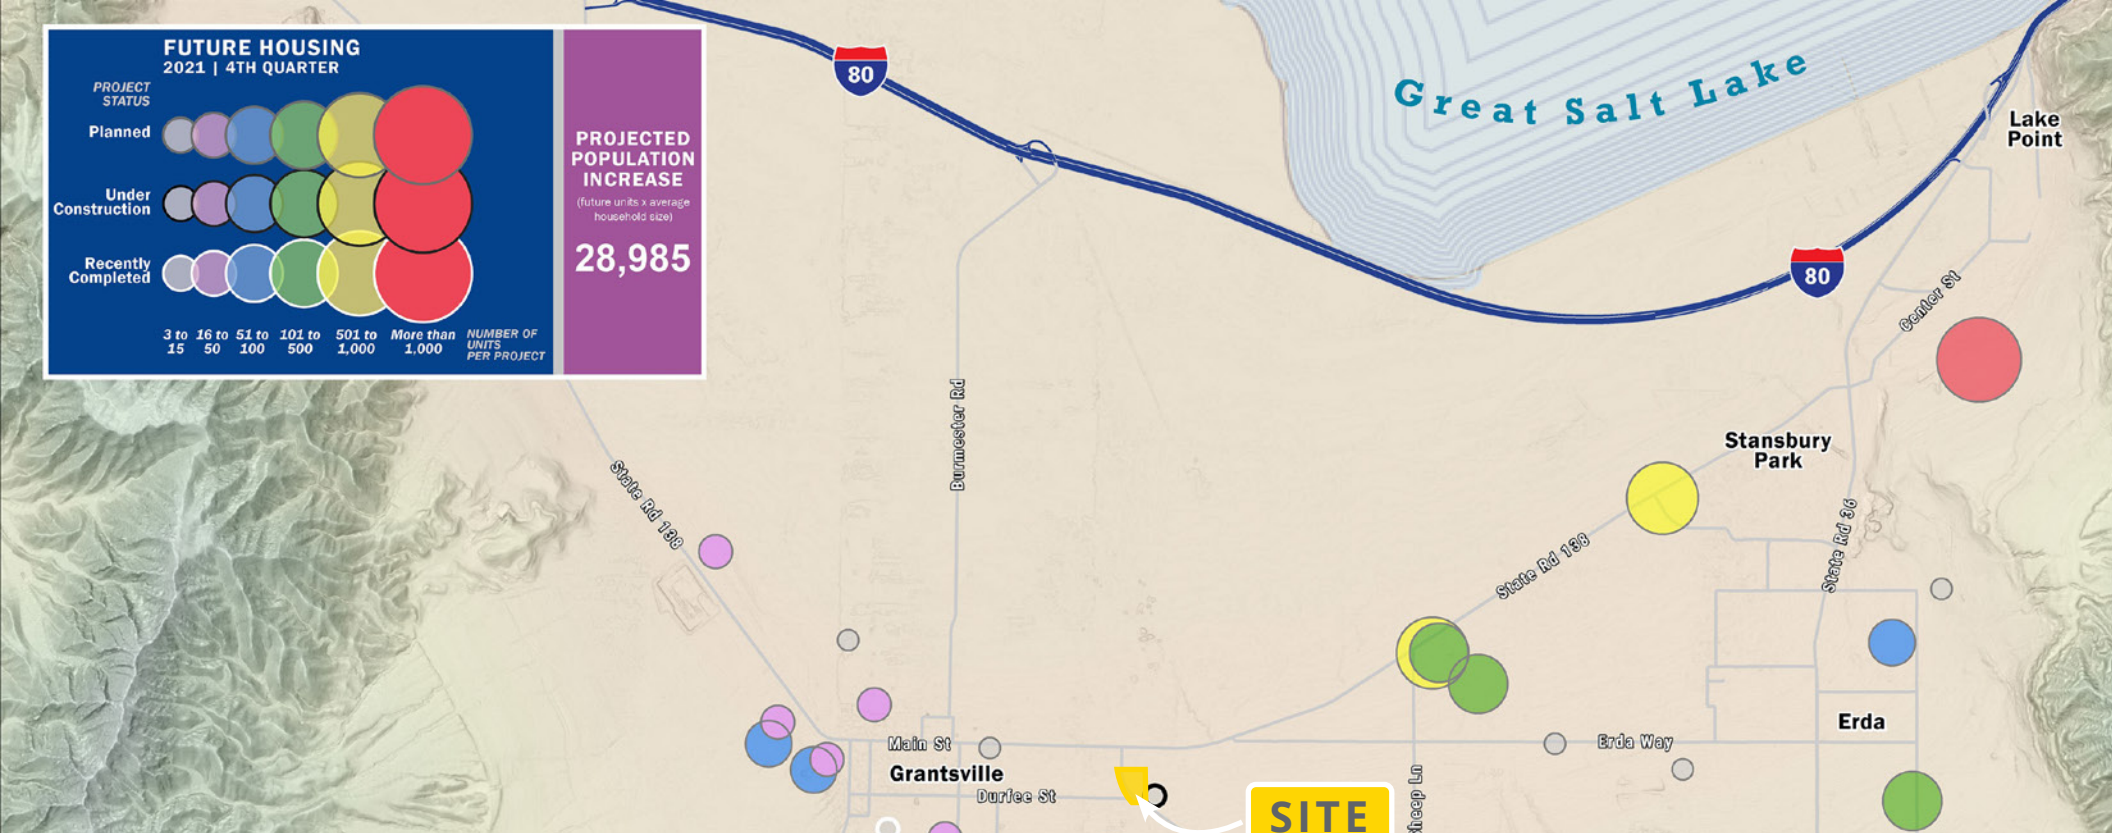 FUTURE HOUSING
2021 | 4TH QUARTER
PROJECT
STATUS
Planned
Under
Construction
Recently
Completed
3 to
15
16 to
50
51 to
100
101 to
500
501 to
1,000
More than
1,000
NUMBER OF
UNITS
PER PROJECT
PROJECTED
POPULATION
INCREASE
(future units x average
household size)
28,985
80
Great Salt Lake
Lake
Point
80
Center St
Burmester Rd
State Rd 138
Stansbury
Park
State Rd 36
State Rd 138
Erda
Main St
Erda Way
Grantsville
Durfee St
SITE